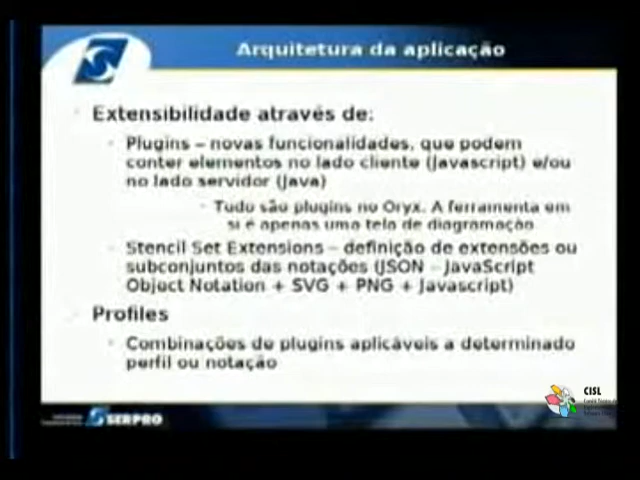 Arquitetura da aplicação
Extensibilidade através de:
Plugins – novas funcionalidades, que podem
conter elementos no lado cliente (Javascript) e/ou
no lado servidor (Java)
Tudo são plugins no Oryx. A ferramenta em
si é apenas uma tela de diagramação
Stencil Set Extensions – definição de extensões ou
subconjuntos das notações (JSON – JavaScript
Object Notation + SVG + PNG + Javascript)
Profiles
Combinações de plugins aplicáveis a determinado
perfil ou notação
CISL
SERPRO